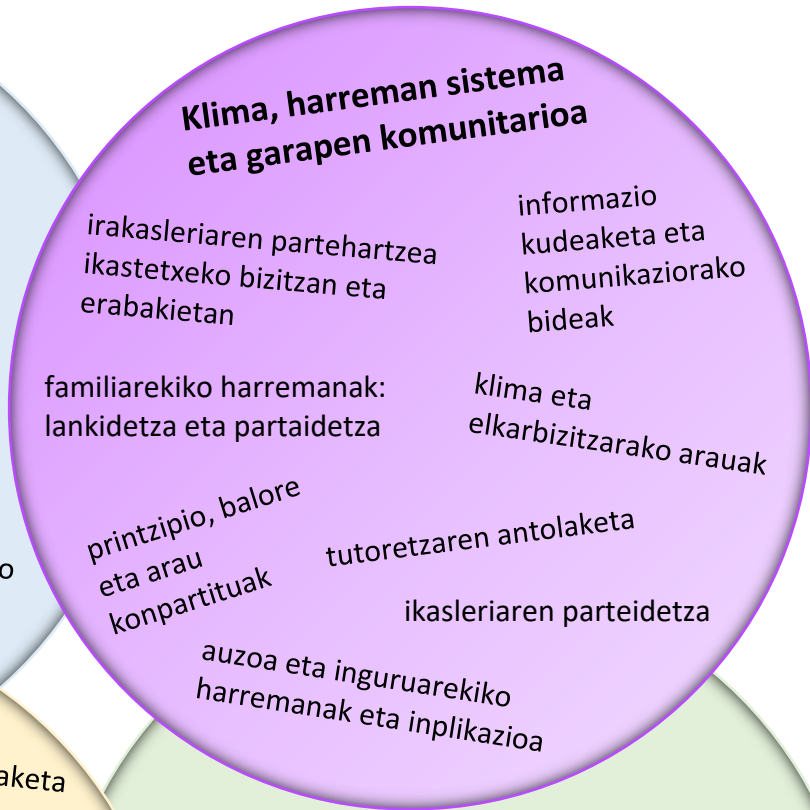 Klima, harreman sistema
eta garapen komunitarioa
irakasleriaren partehartzea
ikastetxeko bizitzan eta
erabakietan
informazio
kudeaketa eta
komunikaziorako
bideak
familiarekiko harremanak:
lankidetza eta partaidetza
klima eta
elkarbizitzarako arauak
printzipio, balore
eta arau
konpartituak
tutoretzaren antolaketa
ikasleriaren parteidetza
auzoa eta inguruarekiko
harremanak eta inplikazioa
o
aketa